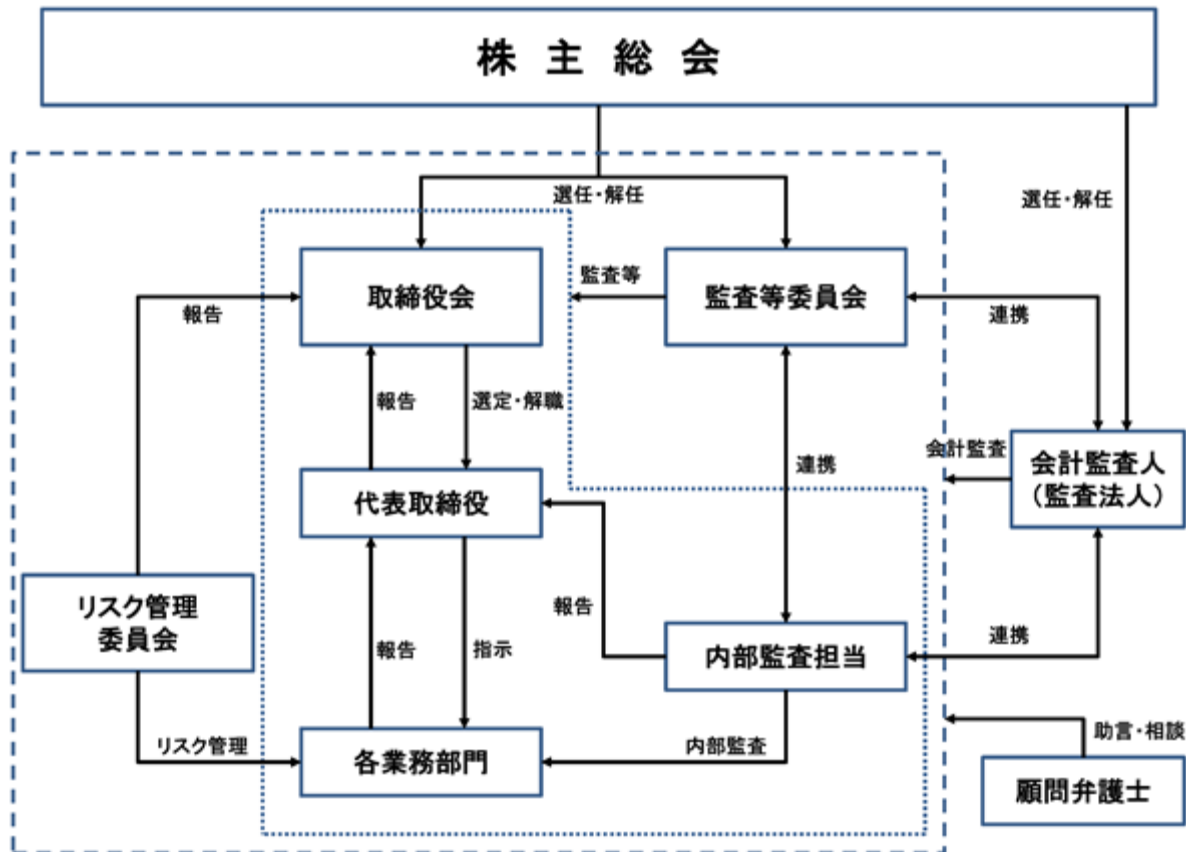 株主総会
選任・解任
選任・解任
取締役会
監査等
監査等委員会
報告
連携
報告
選定・解職
会計監査
会計監査人
（監査法人）
連携
代表取締役
リスク管理
委員会
報告
報告
指示
内部監査担当
連携
リスク管理
各業務部門
内部監査
助言・相談
顧問弁護士